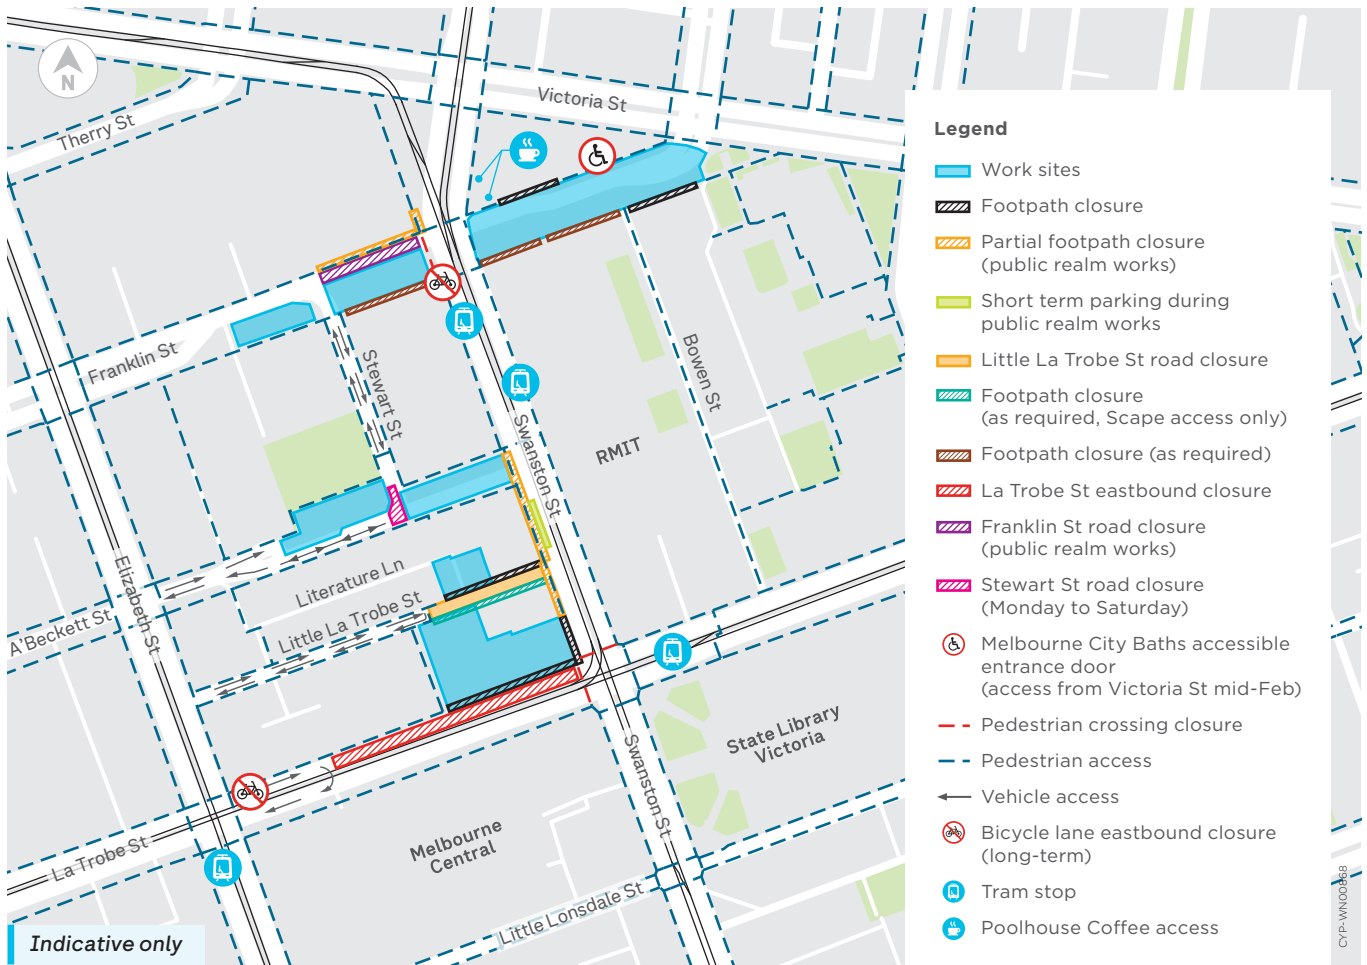 N
Victoria St
Therry St
Franklin St
Stewart St
Bowen St
Swanston St
RMIT
Elizabeth St
A'Beckett St
Literature Ln
Little La Trobe St
La Trobe St
State Library
Victoria
Swanston St
Melbourne
Central
Little Lonsdale St
Indicative only
Legend
Work sites
Footpath closure
Partial footpath closure
(public realm works)
Short term parking during
public realm works
Little La Trobe St road closure
Footpath closure
(as required, Scape access only)
Footpath closure (as required)
La Trobe St eastbound closure
Franklin St road closure
(public realm works)
Stewart St road closure
(Monday to Saturday)
Melbourne City Baths accessible
entrance door
(access from Victoria St mid-Feb)
Pedestrian crossing closure
Pedestrian access
Vehicle access
Bicycle lane eastbound closure
(long-term)
Tram stop
Poolhouse Coffee access
CYP-WN00868